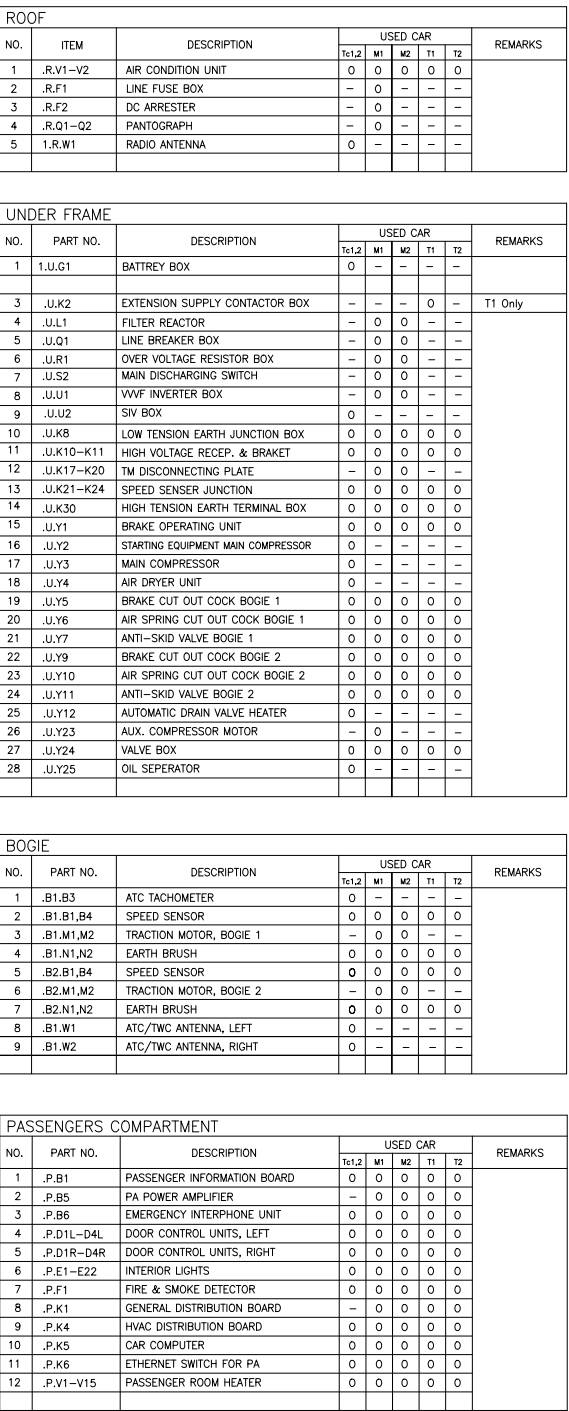 ROOF
NO. ITEM DESCRIPTION USED CAR REMARKS
Tc1,2 M1 M2 T1 T2
1 .R.V1-V2 AIR CONDITION UNIT O O O O O
2 .R.F1 LINE FUSE BOX - O - - -
3 .R.F2 DC ARRESTER - O - - -
4 .R.Q1-Q2 PANTOGRAPH - O - - -
5 1.R.W1 RADIO ANTENNA O - - - -
UNDER FRAME
NO. PART NO. DESCRIPTION USED CAR REMARKS
Tc1,2 M1 M2 T1 T2
1 1.U.G1 BATTREY BOX O - - - -
3 .U.K2 EXTENSION SUPPLY CONTACTOR BOX - - - O - T1 Only
4 .U.L1 FILTER REACTOR - O O - -
5 .U.Q1 LINE BREAKER BOX - O O - -
6 .U.R1 OVER VOLTAGE RESISTOR BOX - O O - -
7 .U.S2 MAIN DISCHARGING SWITCH - O O - -
8 .U.U1 VVVF INVERTER BOX - O O - -
9 .U.U2 SIV BOX O - - - -
10 .U.K8 LOW TENSION EARTH JUNCTION BOX O O O O O
11 .U.K10-K11 HIGH VOLTAGE RECEP. & BRAKET O O O O O
12 .U.K17-K20 TM DISCONNECTING PLATE - O O - -
13 .U.K21-K24 SPEED SENSER JUNCTION O O O O O
14 .U.K30 HIGH TENSION EARTH TERMINAL BOX O O O O O
15 .U.Y1 BRAKE OPERATING UNIT O O O O O
16 .U.Y2 STARTING EQUIPMENT MAIN COMPRESSOR O - - - -
17 .U.Y3 MAIN COMPRESSOR O - - - -
18 .U.Y4 AIR DRYER UNIT O - - - -
19 .U.Y5 BRAKE CUT OUT COCK BOGIE 1 O O O O O
20 .U.Y6 AIR SPRING CUT OUT COCK BOGIE 1 O O O O O
21 .U.Y7 ANTI-SKID VALVE BOGIE 1 O O O O O
22 .U.Y9 BRAKE CUT OUT COCK BOGIE 2 O O O O O
23 .U.Y10 AIR SPRING CUT OUT COCK BOGIE 2 O O O O O
24 .U.Y11 ANTI-SKID VALVE BOGIE 2 O O O O O
25 .U.Y12 AUTOMATIC DRAIN VALVE HEATER O - - - -
26 .U.Y23 AUX. COMPRESSOR MOTOR - O - - -
27 .U.Y24 VALVE BOX O O O O O
28 .U.Y25 OIL SEPERATOR O - - - -
BOGIE
NO. PART NO. DESCRIPTION USED CAR REMARKS
Tc1,2 M1 M2 T1 T2
1 .B1.B3 ATC TACHOMETER O - - - -
2 .B1.B1,B4 SPEED SENSOR O O O O O
3 .B1.M1,M2 TRACTION MOTOR, BOGIE 1 - O O - -
4 .B1.N1,N2 EARTH BRUSH O O O O O
5 .B2.B1,B4 SPEED SENSOR O O O O O
6 .B2.M1,M2 TRACTION MOTOR, BOGIE 2 - O O - -
7 .B2.N1,N2 EARTH BRUSH O O O O O
8 .B1.W1 ATC/TWC ANTENNA, LEFT O - - - -
9 .B1.W2 ATC/TWC ANTENNA, RIGHT O - - - -
PASSENGERS COMPARTMENT
NO. PART NO. DESCRIPTION USED CAR REMARKS
Tc1,2 M1 M2 T1 T2
1 .P.B1 PASSENGER INFORMATION BOARD O O O O O
2 .P.B5 PA POWER AMPLIFIER - O O O O
3 .P.B6 EMERGENCY INTERPHONE UNIT O O O O O
4 .P.D1L-D4L DOOR CONTROL UNITS, LEFT O O O O O
5 .P.D1R-D4R DOOR CONTROL UNITS, RIGHT O O O O O
6 .P.E1-E22 INTERIOR LIGHTS O O O O O
7 .P.F1 FIRE & SMOKE DETECTOR O O O O O
8 .P.K1 GENERAL DISTRIBUTION BOARD - O O O O
9 .P.K4 HVAC DISTRIBUTION BOARD O O O O O
10 .P.K5 CAR COMPUTER O O O O O
11 .P.K6 ETHERNET SWITCH FOR PA O O O O O
12 .P.V1-V15 PASSENGER ROOM HEATER O O O O O